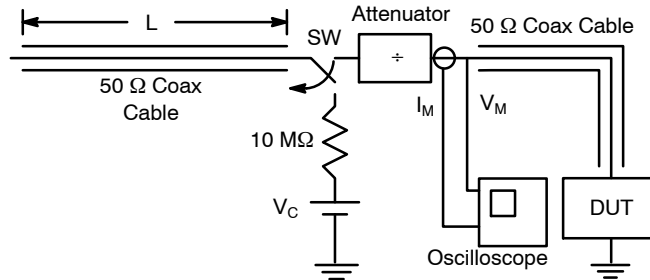 L
SW
Attenuator
50 Ω Coax Cable
÷
50 Ω Coax
Cable
I_M
V_M
10 MΩ
V_C
DUT
Oscilloscope